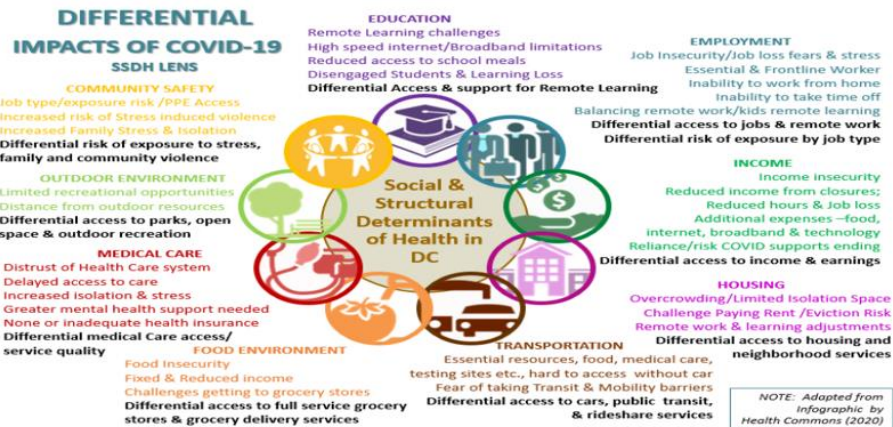 DIFFERENTIAL
IMPACTS OF COVID-19
SSDH LENS
EDUCATION
Remote Learning challenges
High speed internet/Broadband limitations
Reduced access to school meals
Disengaged Students & Learning Loss
Differential Access & support for Remote Learning
EMPLOYMENT
Job Insecurity/Job loss fears & stress
Essential & Frontline Worker
Inability to work from home
Inability to take time off
Balancing remote work/kids remote learning
Differential access to jobs & remote work
Differential risk of exposure by job type
INCOME
Income insecurity
Reduced income from closures;
Reduced hours & Job loss
Additional expenses –food,
internet, broadband & technology
Reliance/risk COVID supports ending
Differential access to income & earnings
HOUSING
Overcrowding/Limited Isolation Space
Challenge Paying Rent /Eviction Risk
Remote work & learning adjustments
Differential access to housing and
neighborhood services
TRANSPORTATION
Essential resources, food, medical care,
testing sites etc., hard to access without car
Fear of taking Transit & Mobility barriers
Differential access to cars, public transit,
& rideshare services
FOOD ENVIRONMENT
Food Insecurity
Fixed & Reduced income
Challenges getting to grocery stores
Differential access to full service grocery
stores & grocery delivery services
MEDICAL CARE
Distrust of Health Care system
Delayed access to care
Increased isolation & stress
Greater mental health support needed
None or inadequate health insurance
Differential medical Care access/
service quality
OUTDOOR ENVIRONMENT
Limited recreational opportunities
Distance from outdoor resources
Differential access to parks, open
space & outdoor recreation
COMMUNITY SAFETY
Job type/exposure risk /PPE Access
Increased risk of Stress induced violence
Increased Family Stress & Isolation
Differential risk of exposure to stress,
family and community violence
Social &
Structural
Determinants
of Health in
DC
NOTE: Adapted from
Infographic by
Health Commons (2020)